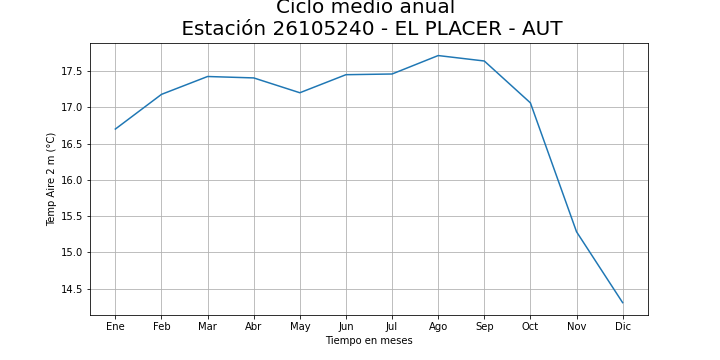 Ciclo medio anual
Estación 26105240 - EL PLACER - AUT
Temp Aire 2 m (°C)
17.5
17.0
16.5
16.0
15.5
15.0
14.5
Ene Feb Mar Abr May Jun Jul Ago Sep Oct Nov Dic
Tiempo en meses